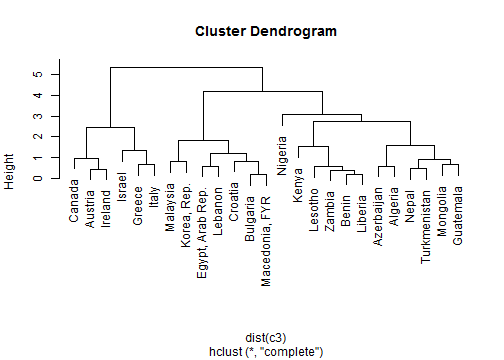 Cluster Dendrogram
Height
0 1 2 3 4 5
Canada
Austria
Ireland
Israel
Greece
Italy
Malaysia
Korea, Rep.
Egypt, Arab Rep.
Lebanon
Croatia
Bulgaria
Macedonia, FYR
Nigeria
Kenya
Lesotho
Zambia
Benin
Liberia
Azerbaijan
Algeria
Nepal
Turkmenistan
Mongolia
Guatemala
dist(c3)
hclust (*, "complete")